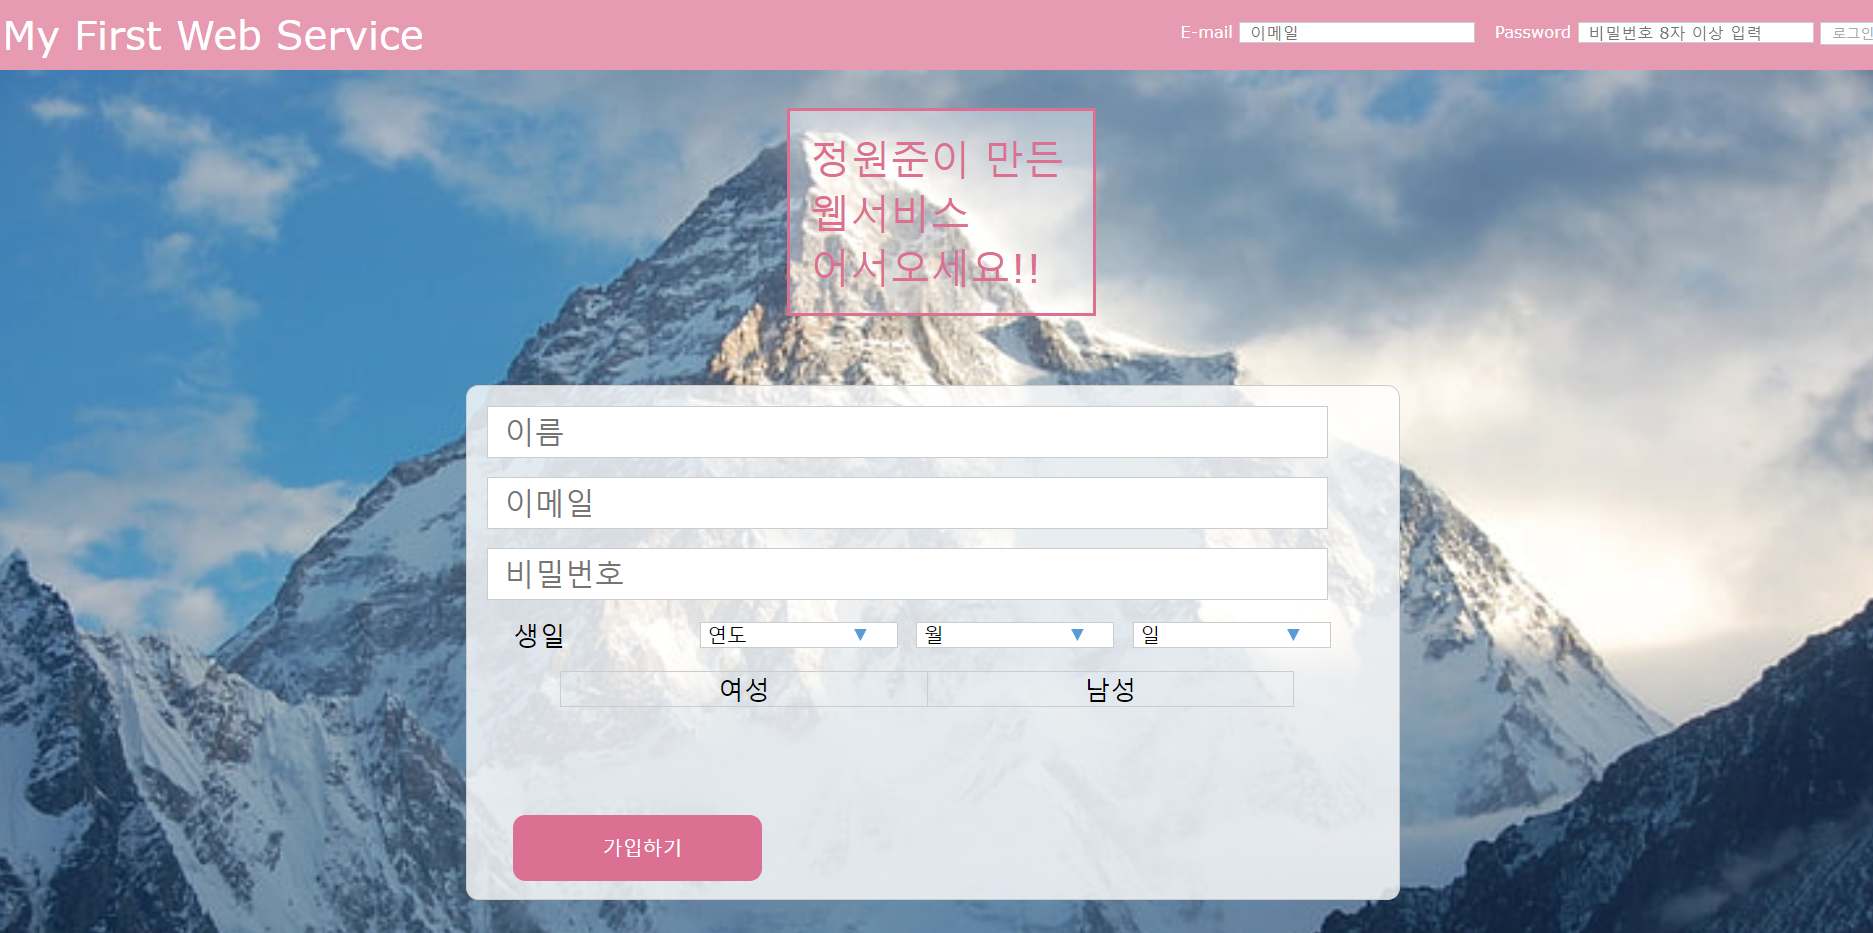 My First Web Service
E-mail 이메일 Password 비밀번호 8자 이상 입력 로그인
정원준이 만든
웹서비스
어서오세요!!
이름
이메일
비밀번호
생일 연도 ▼ 월 ▼ 일 ▼
여성 남성
가입하기